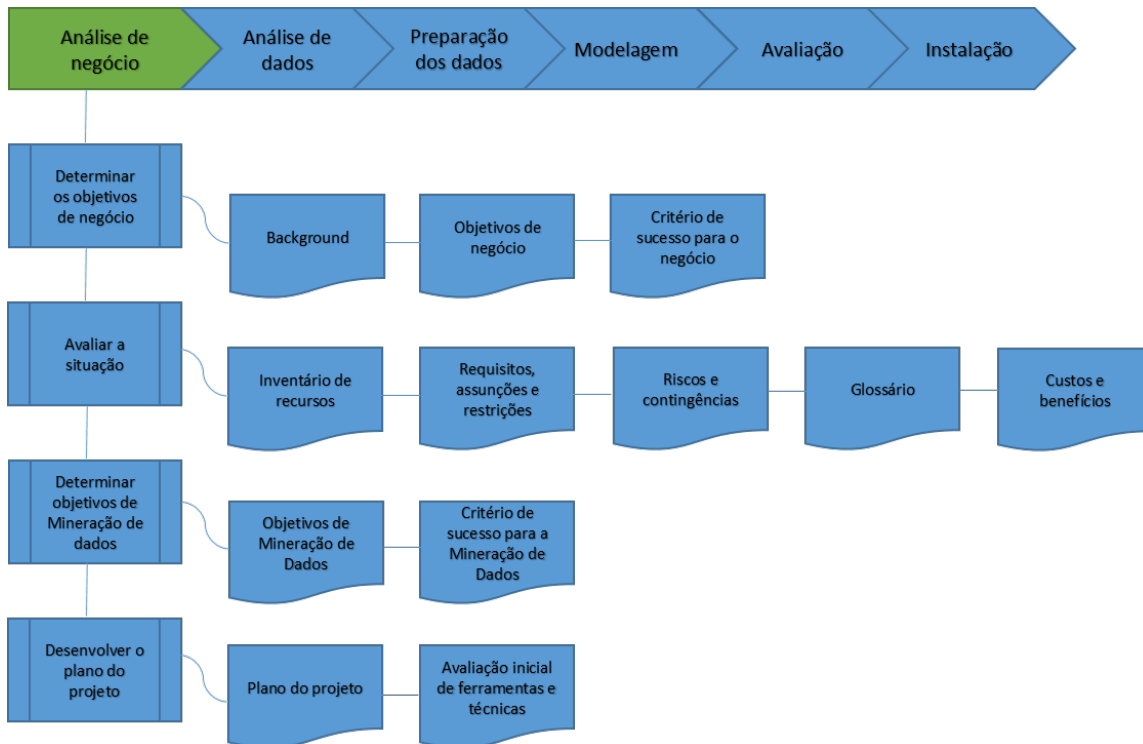 Análise de
negócio
Análise de
dados
Preparação
dos dados
Modelagem
Avaliação
Instalação
Determinar
os objetivos
de negócio
Background
Objetivos de
negócio
Critério de
sucesso para o
negócio
Avaliar a
situação
Inventário de
recursos
Requisitos,
assunções e
restrições
Riscos e
contingências
Glossário
Custos e
benefícios
Determinar
objetivos de
Mineração de
dados
Objetivos de
Mineração de
Dados
Critério de
sucesso para a
Mineração de
Dados
Desenvolver o
plano do
projeto
Plano do projeto
Avaliação inicial
de ferramentas e
técnicas